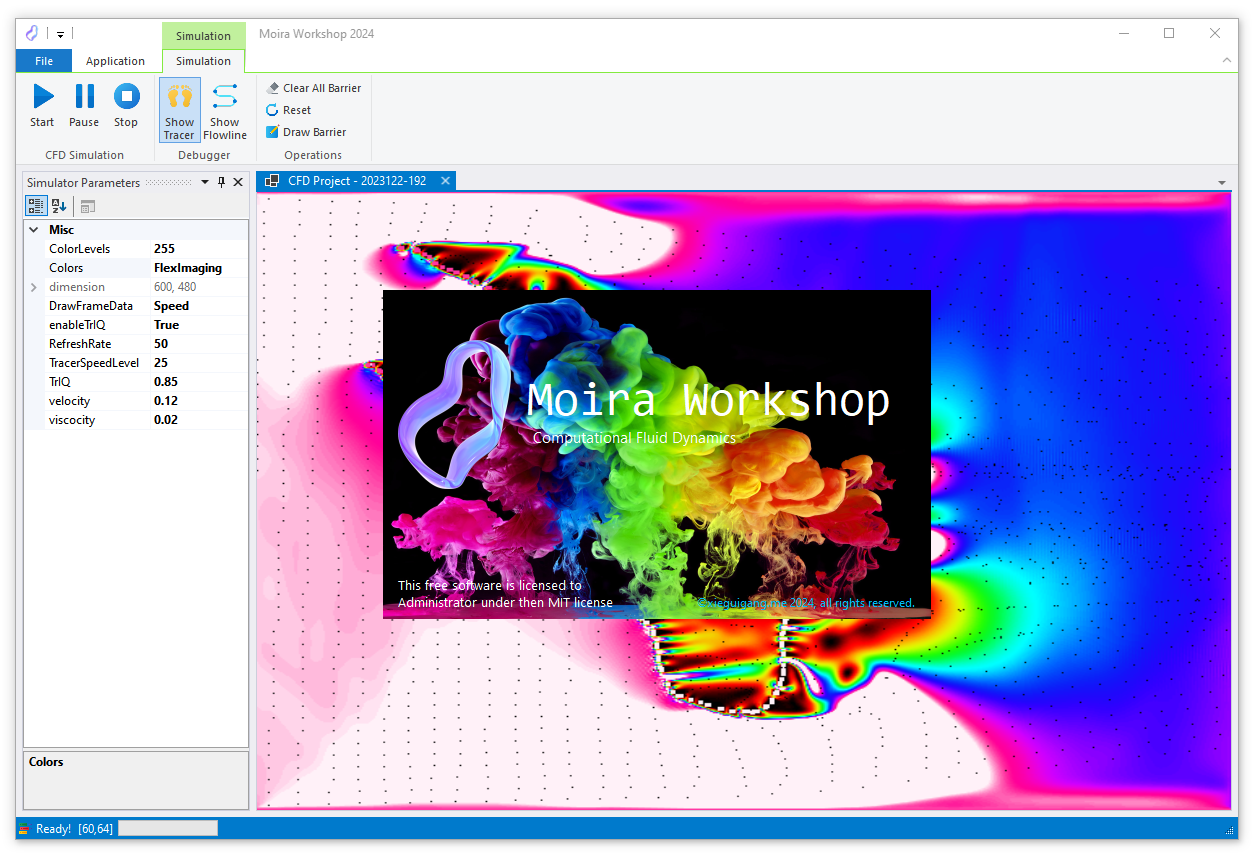 Simulation
Moira Workshop 2024
File
Application
Simulation
Start
Pause
Stop
CFD Simulation
Show Tracer
Show Flowline
Debugger
Clear All Barrier
Reset
Draw Barrier
Operations
Simulator Parameters
CFD Project - 2023122-192
Misc
ColorLevels 255
Colors FlexImaging
dimension 600, 480
DrawFrameData Speed
enableTrIQ True
RefreshRate 50
TracerSpeedLevel 25
TrIQ 0.85
velocity 0.12
viscocity 0.02
Moira Workshop
Computational Fluid Dynamics
This free software is licensed to
Administrator under then MIT license
©xieguigang.me 2024, all rights reserved.
Colors
Ready! [60,64]